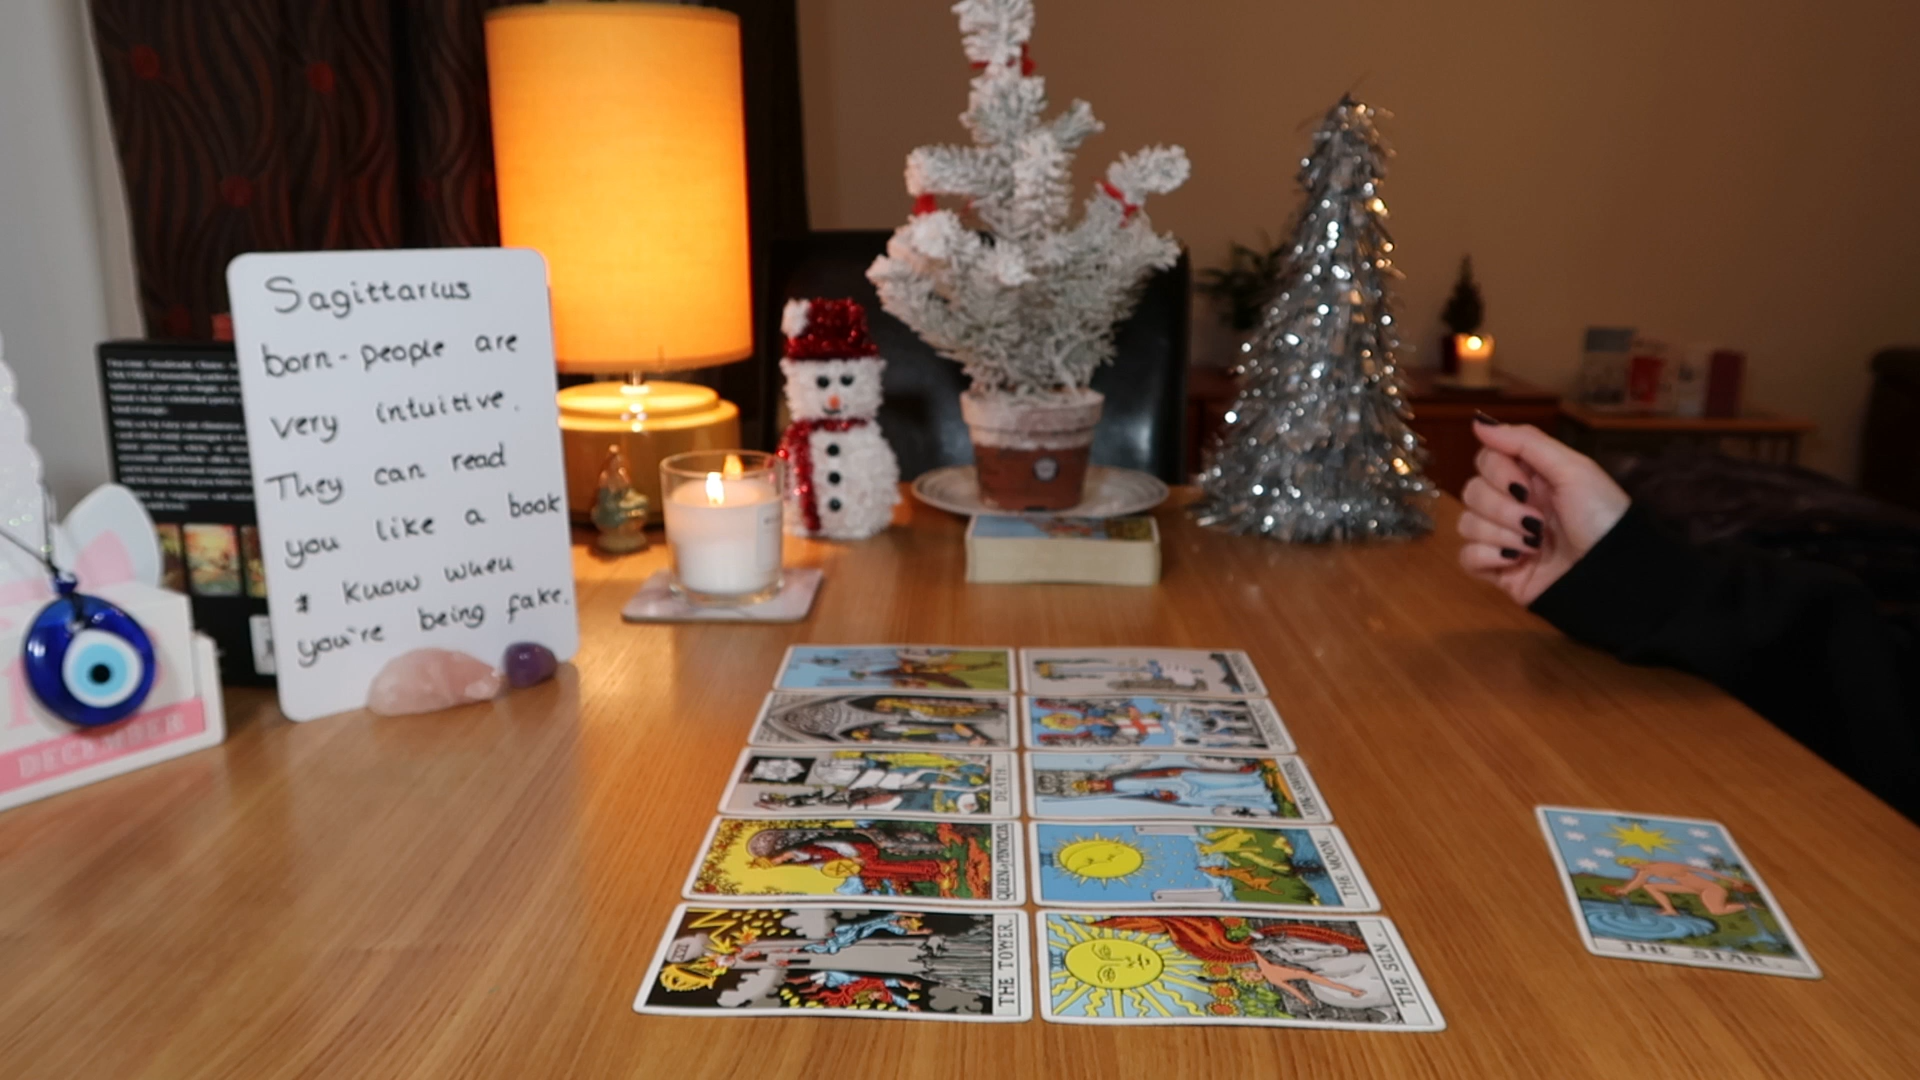 Sagittarius
born-people are
very intuitive.
They can read
you like a book
& know when
you're being fake.
DECEMBER
DEATH.
QUEEN of PENTACLES
THE MOON.
XVI
THE TOWER.
THE SUN.
THE STAR.